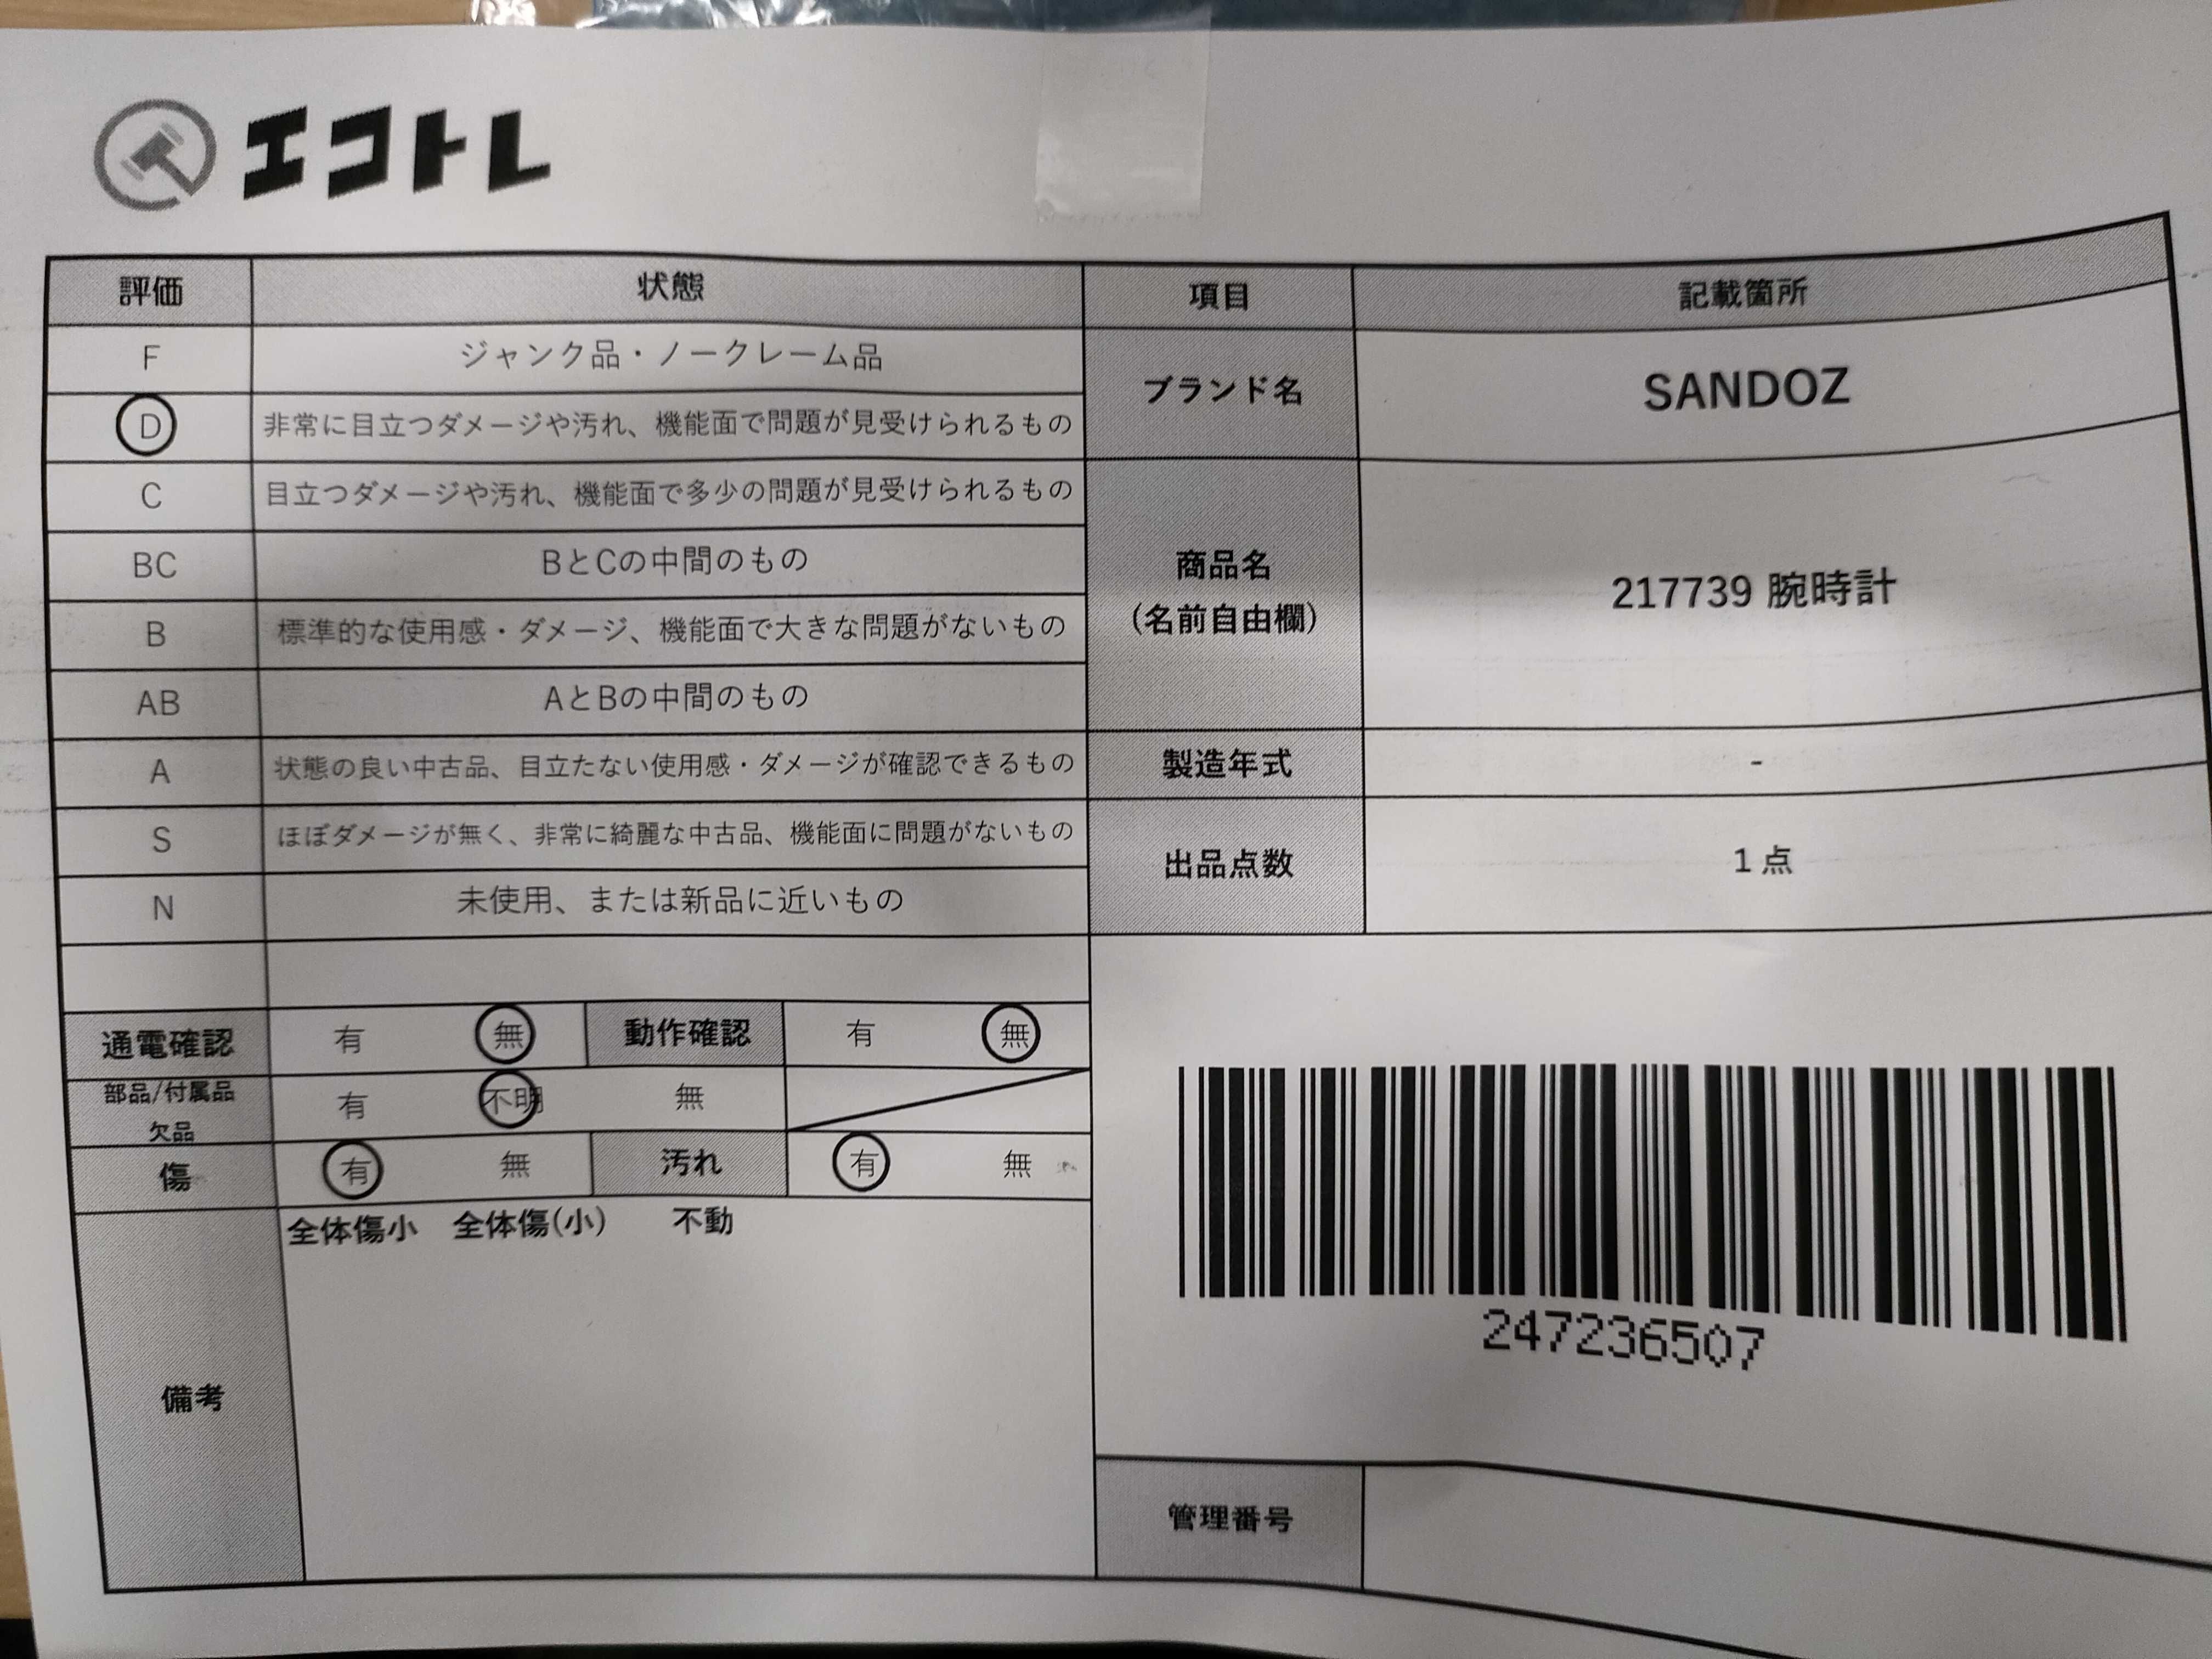 エコトレ
評価 状態 項目 記載箇所
F ジャンク品・ノークレーム品
D 非常に目立つダメージや汚れ、機能面で問題が見受けられるもの
C 目立つダメージや汚れ、機能面で多少の問題が見受けられるもの
BC BとCの中間のもの
B 標準的な使用感・ダメージ、機能面で大きな問題がないもの
AB AとBの中間のもの
A 状態の良い中古品、目立たない使用感・ダメージが確認できるもの
S ほぼダメージが無く、非常に綺麗な中古品、機能面に問題がないもの
N 未使用、または新品に近いもの
ブランド名 SANDOZ
商品名
(名前自由欄)
217739 腕時計
製造年式 -
出品点数 1 点
通電確認 有 無 動作確認 有 無
部品/付属品
欠品
有 不明 無
傷 有 無 汚れ 有 無
備考
全体傷小 全体傷(小) 不動
247236507
管理番号